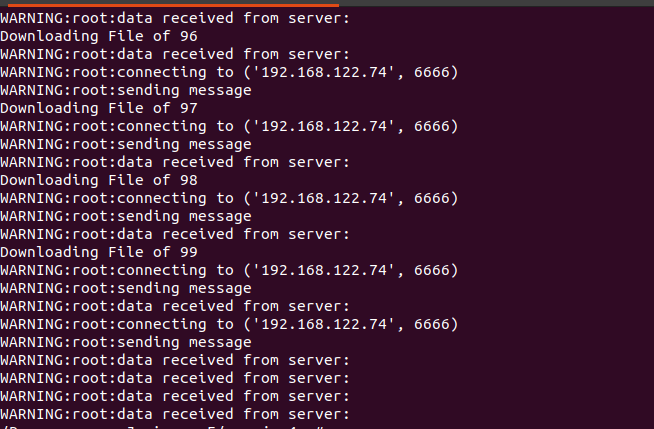 WARNING:root:data received from server:
Downloading File of 96
WARNING:root:data received from server:
WARNING:root:connecting to ('192.168.122.74', 6666)
WARNING:root:sending message
Downloading File of 97
WARNING:root:connecting to ('192.168.122.74', 6666)
WARNING:root:sending message
WARNING:root:data received from server:
Downloading File of 98
WARNING:root:connecting to ('192.168.122.74', 6666)
WARNING:root:sending message
WARNING:root:data received from server:
Downloading File of 99
WARNING:root:connecting to ('192.168.122.74', 6666)
WARNING:root:sending message
WARNING:root:data received from server:
WARNING:root:connecting to ('192.168.122.74', 6666)
WARNING:root:sending message
WARNING:root:data received from server:
WARNING:root:data received from server:
WARNING:root:data received from server:
WARNING:root:data received from server: